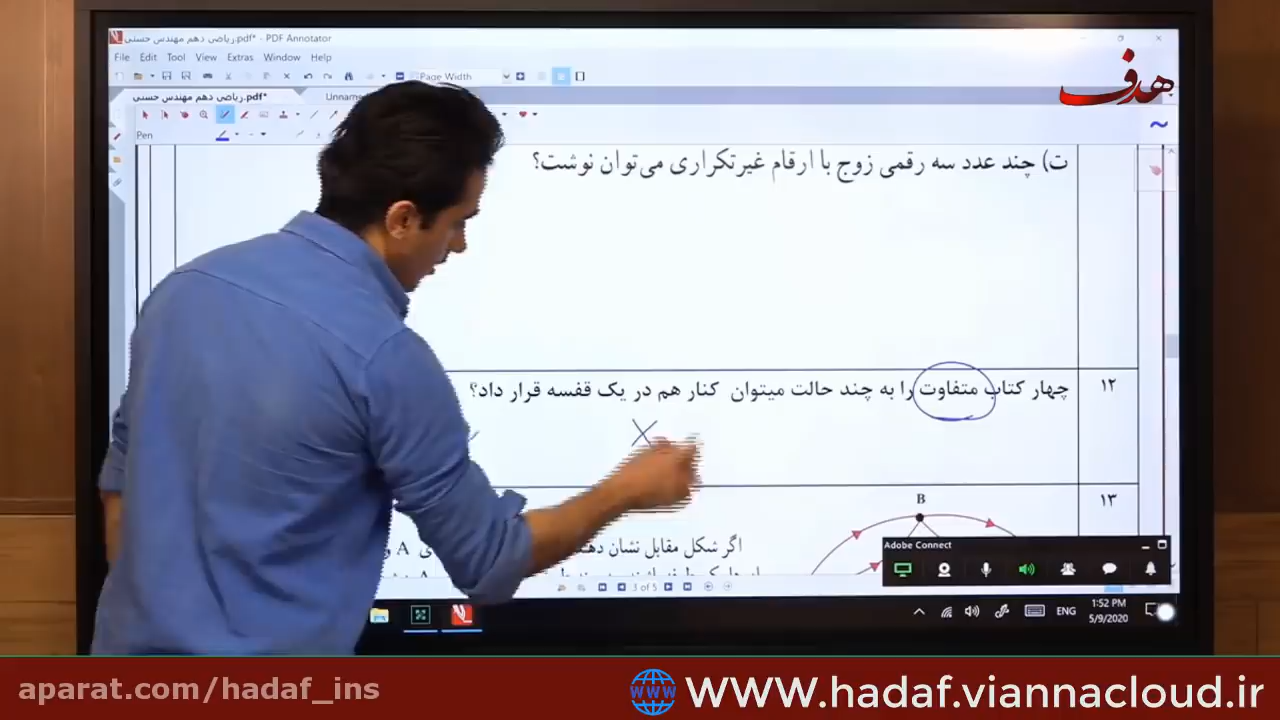 ریاضی دهم مهندس حسنی.pdf* - PDF Annotator
هدف
File Edit Tool View Extras Window Help
Page Width
ریاضی دهم مهندس حسنی.pdf*
Unnamed
Pen
ت) چند عدد سه رقمی زوج با ارقام غیرتکراری می‌توان نوشت؟
۱۲
چهار کتاب متفاوت را به چند حالت میتوان کنار هم در یک قفسه قرار داد؟
۱۳
B
اگر شکل مقابل نشان
Adobe Connect
3 of 5
ENG
1:52 PM
5/9/2020
aparat.com/hadaf_ins
WWW
WWW.hadaf.viannacloud.ir